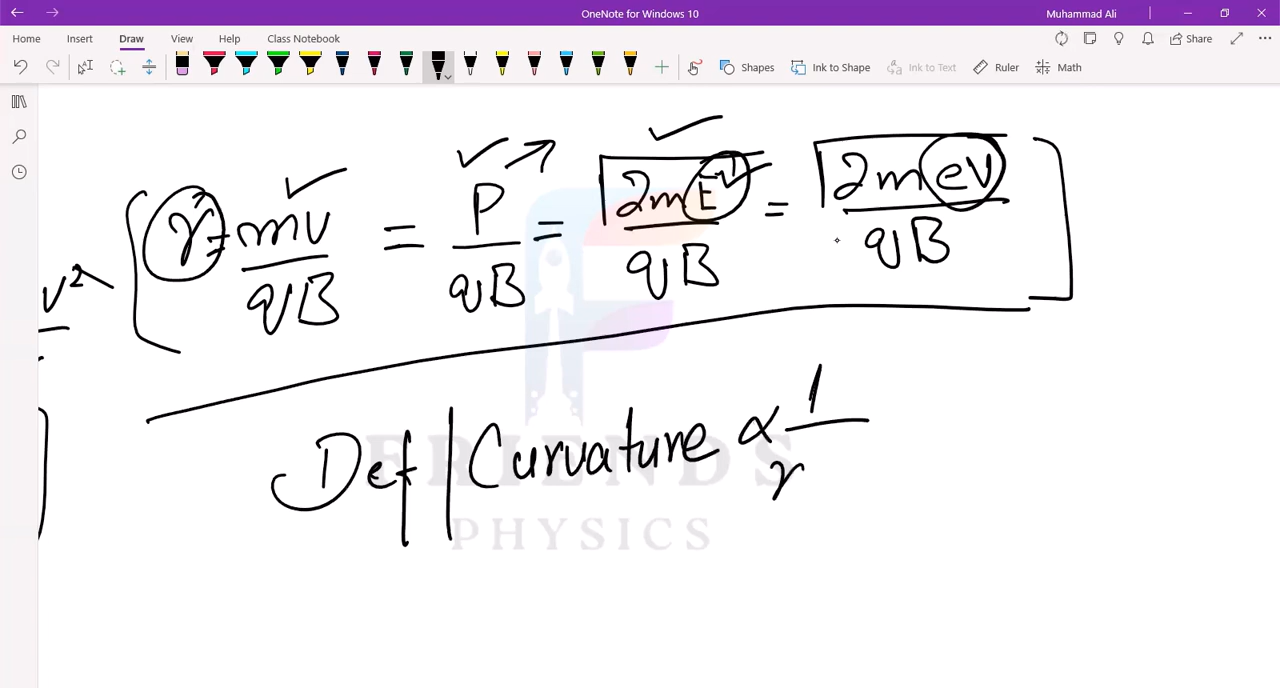 OneNote for Windows 10
Muhammad Ali
Home Insert Draw View Help Class Notebook
Share
Shapes Ink to Shape Ink to Text Ruler Math
r = mv/qB = P/qB = √2mE/qB = √2meV/qB
v²
Def | Curvature ∝ 1/r
FRIENDS
PHYSICS